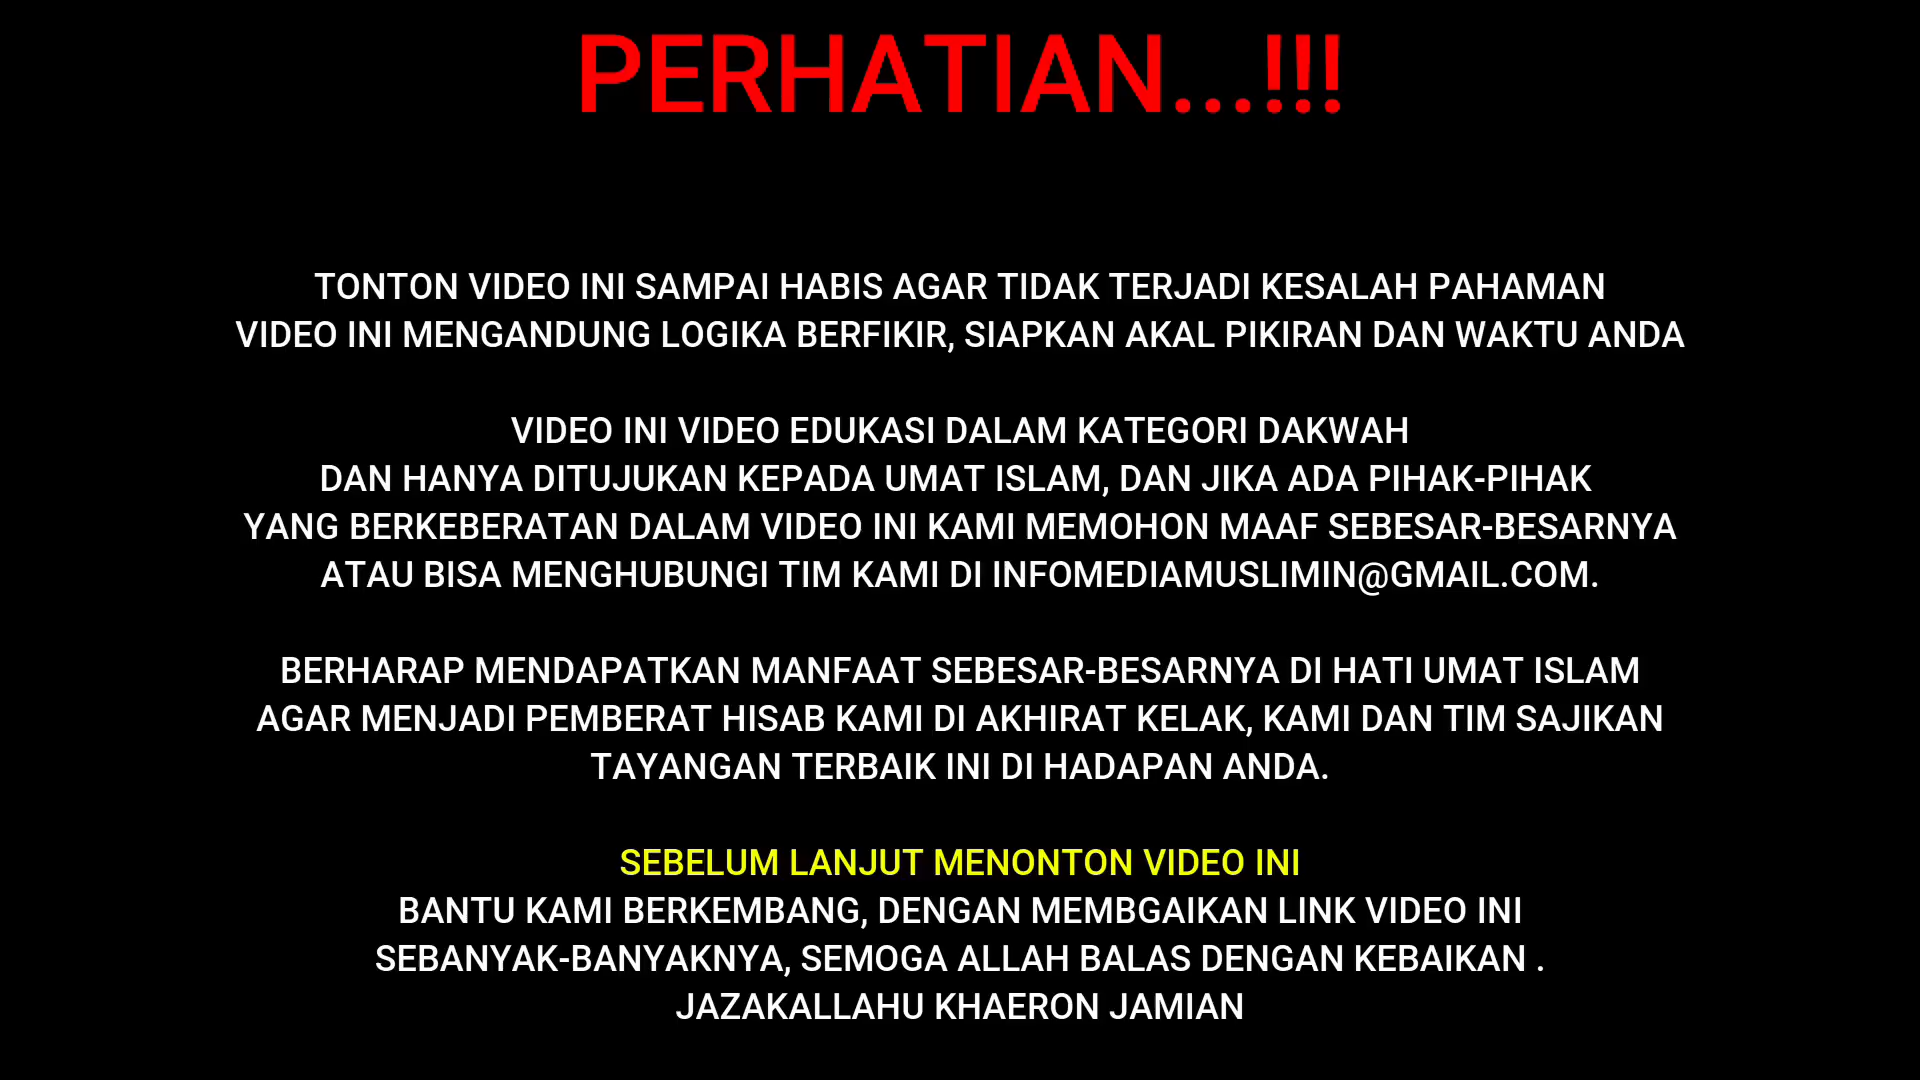 PERHATIAN...!!!
TONTON VIDEO INI SAMPAI HABIS AGAR TIDAK TERJADI KESALAH PAHAMAN
VIDEO INI MENGANDUNG LOGIKA BERFIKIR, SIAPKAN AKAL PIKIRAN DAN WAKTU ANDA
VIDEO INI VIDEO EDUKASI DALAM KATEGORI DAKWAH
DAN HANYA DITUJUKAN KEPADA UMAT ISLAM, DAN JIKA ADA PIHAK-PIHAK
YANG BERKEBERATAN DALAM VIDEO INI KAMI MEMOHON MAAF SEBESAR-BESARNYA
ATAU BISA MENGHUBUNGI TIM KAMI DI INFOMEDIAMUSLIMIN@GMAIL.COM.
BERHARAP MENDAPATKAN MANFAAT SEBESAR-BESARNYA DI HATI UMAT ISLAM
AGAR MENJADI PEMBERAT HISAB KAMI DI AKHIRAT KELAK, KAMI DAN TIM SAJIKAN
TAYANGAN TERBAIK INI DI HADAPAN ANDA.
SEBELUM LANJUT MENONTON VIDEO INI
BANTU KAMI BERKEMBANG, DENGAN MEMBGAIKAN LINK VIDEO INI
SEBANYAK-BANYAKNYA, SEMOGA ALLAH BALAS DENGAN KEBAIKAN .
JAZAKALLAHU KHAERON JAMIAN